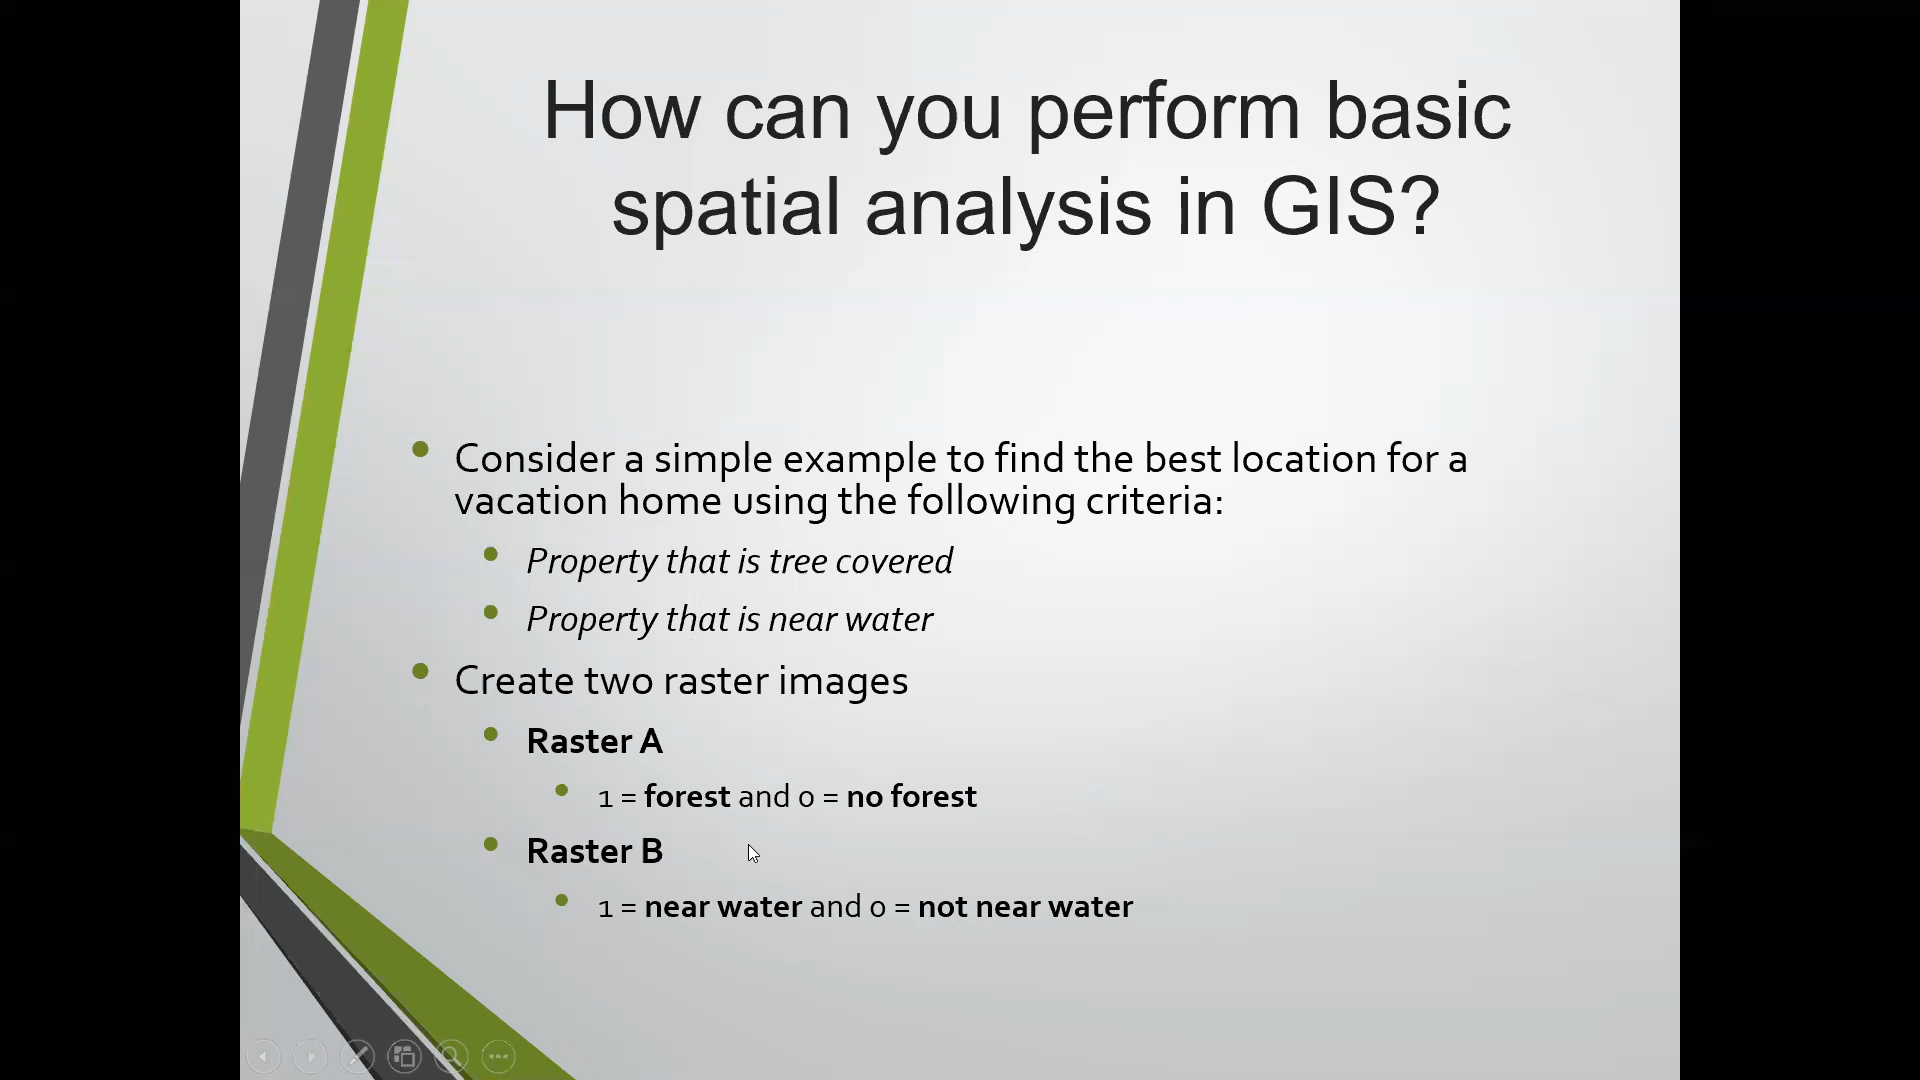 How can you perform basic
spatial analysis in GIS?
Consider a simple example to find the best location for a
vacation home using the following criteria:
Property that is tree covered
Property that is near water
Create two raster images
Raster A
1 = forest and 0 = no forest
Raster B
1 = near water and 0 = not near water